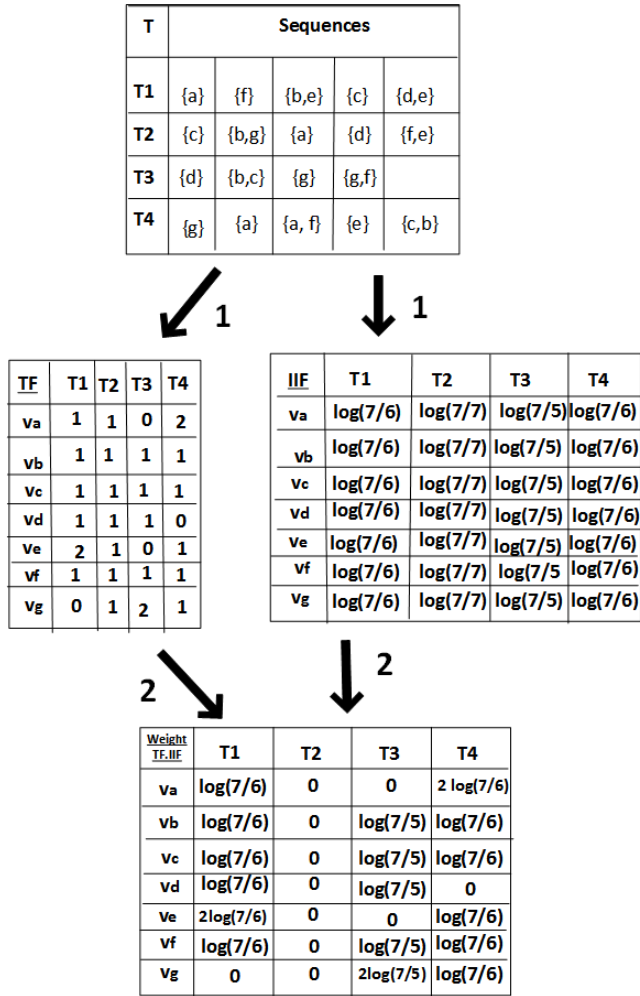 T Sequences
T1 {a} {f} {b,e} {c} {d,e}
T2 {c} {b,g} {a} {d} {f,e}
T3 {d} {b,c} {g} {g,f}
T4 {g} {a} {a, f} {e} {c,b}
1 1
TF T1 T2 T3 T4
va 1 1 0 2
vb 1 1 1 1
vc 1 1 1 1
vd 1 1 1 0
ve 2 1 0 1
vf 1 1 1 1
vg 0 1 2 1
IIF T1 T2 T3 T4
va log(7/6) log(7/7) log(7/5) log(7/6)
vb log(7/6) log(7/7) log(7/5) log(7/6)
vc log(7/6) log(7/7) log(7/5) log(7/6)
vd log(7/6) log(7/7) log(7/5) log(7/6)
ve log(7/6) log(7/7) log(7/5) log(7/6)
vf log(7/6) log(7/7) log(7/5 log(7/6)
vg log(7/6) log(7/7) log(7/5) log(7/6)
2 2
Weight
TF.IIF T1 T2 T3 T4
va log(7/6) 0 0 2 log(7/6)
vb log(7/6) 0 log(7/5) log(7/6)
vc log(7/6) 0 log(7/5) log(7/6)
vd log(7/6) 0 log(7/5) 0
ve 2log(7/6) 0 0 log(7/6)
vf log(7/6) 0 log(7/5) log(7/6)
vg 0 0 2log(7/5) log(7/6)